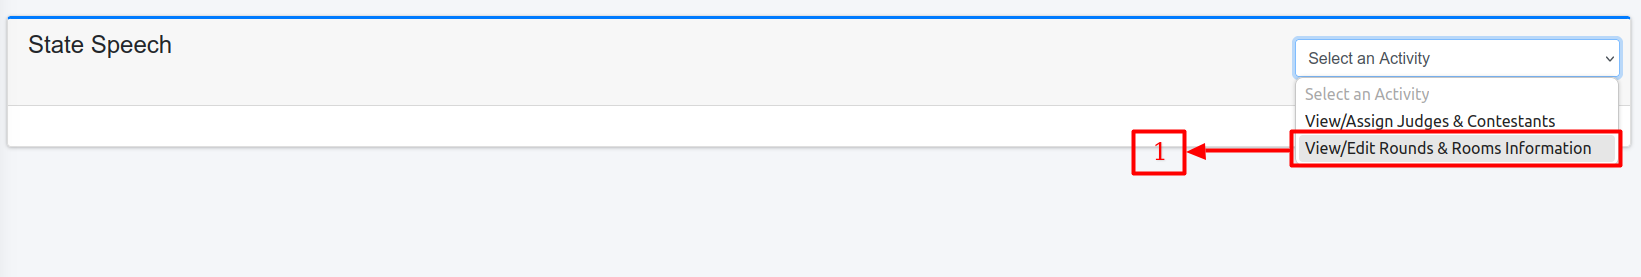 State Speech
Select an Activity
Select an Activity
View/Assign Judges & Contestants
View/Edit Rounds & Rooms Information
1